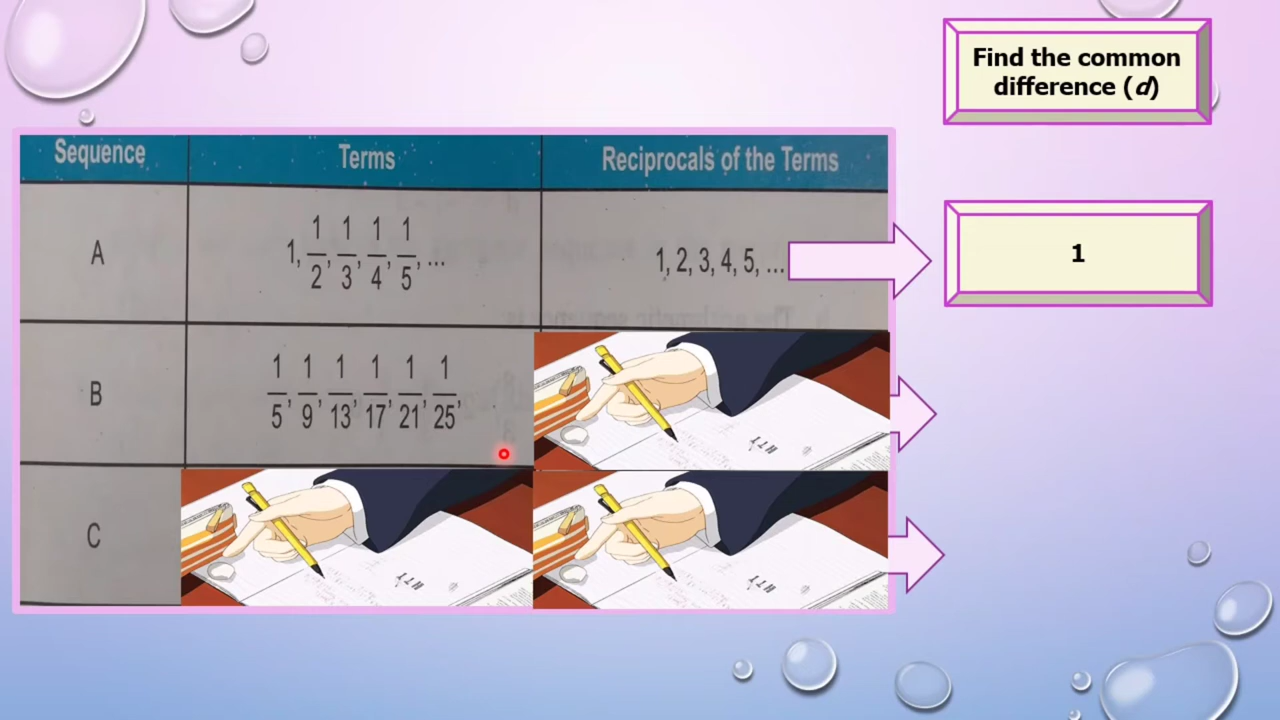 Find the common
difference (d)
Sequence Terms Reciprocals of the Terms
A 1, 1/2, 1/3, 1/4, 1/5, ... 1, 2, 3, 4, 5, ...
1
B 1/5, 1/9, 1/13, 1/17, 1/21, 1/25,
C